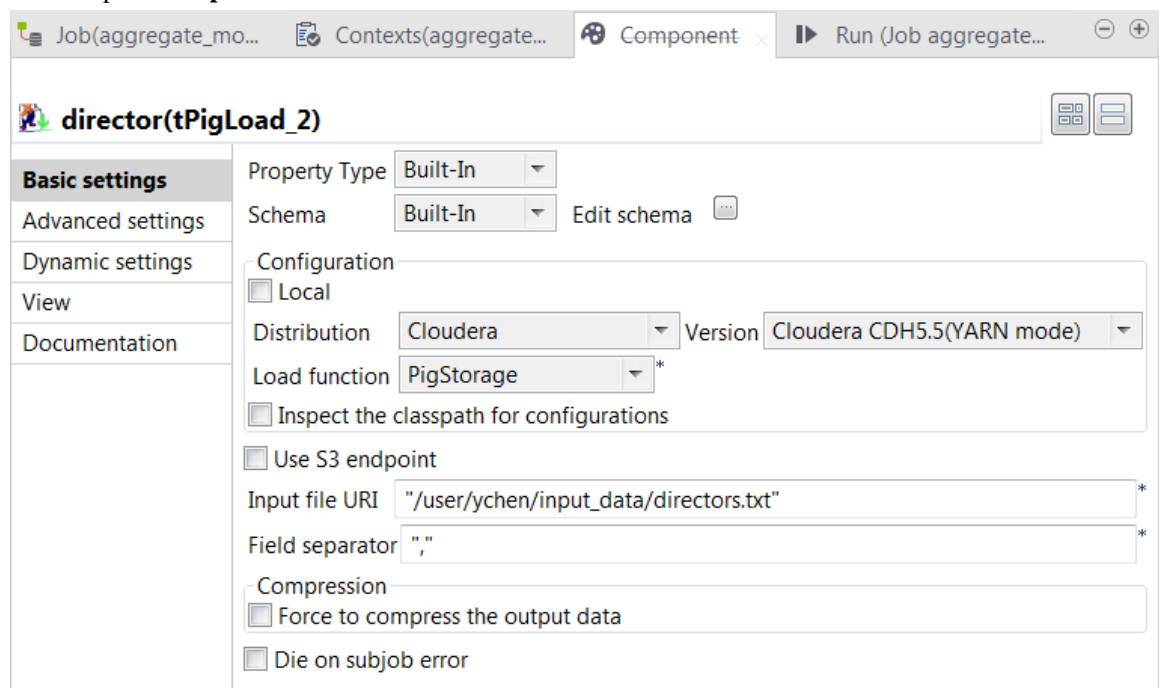 Job(aggregate_mo... Contexts(aggregate... Component Run (Job aggregate...
director(tPigLoad_2)
Basic settings
Advanced settings
Dynamic settings
View
Documentation
Property Type Built-In
Schema Built-In Edit schema ...
Configuration
Local
Distribution Cloudera Version Cloudera CDH5.5(YARN mode)
Load function PigStorage *
Inspect the classpath for configurations
Use S3 endpoint
Input file URI "/user/ychen/input_data/directors.txt" *
Field separator "," *
Compression
Force to compress the output data
Die on subjob error